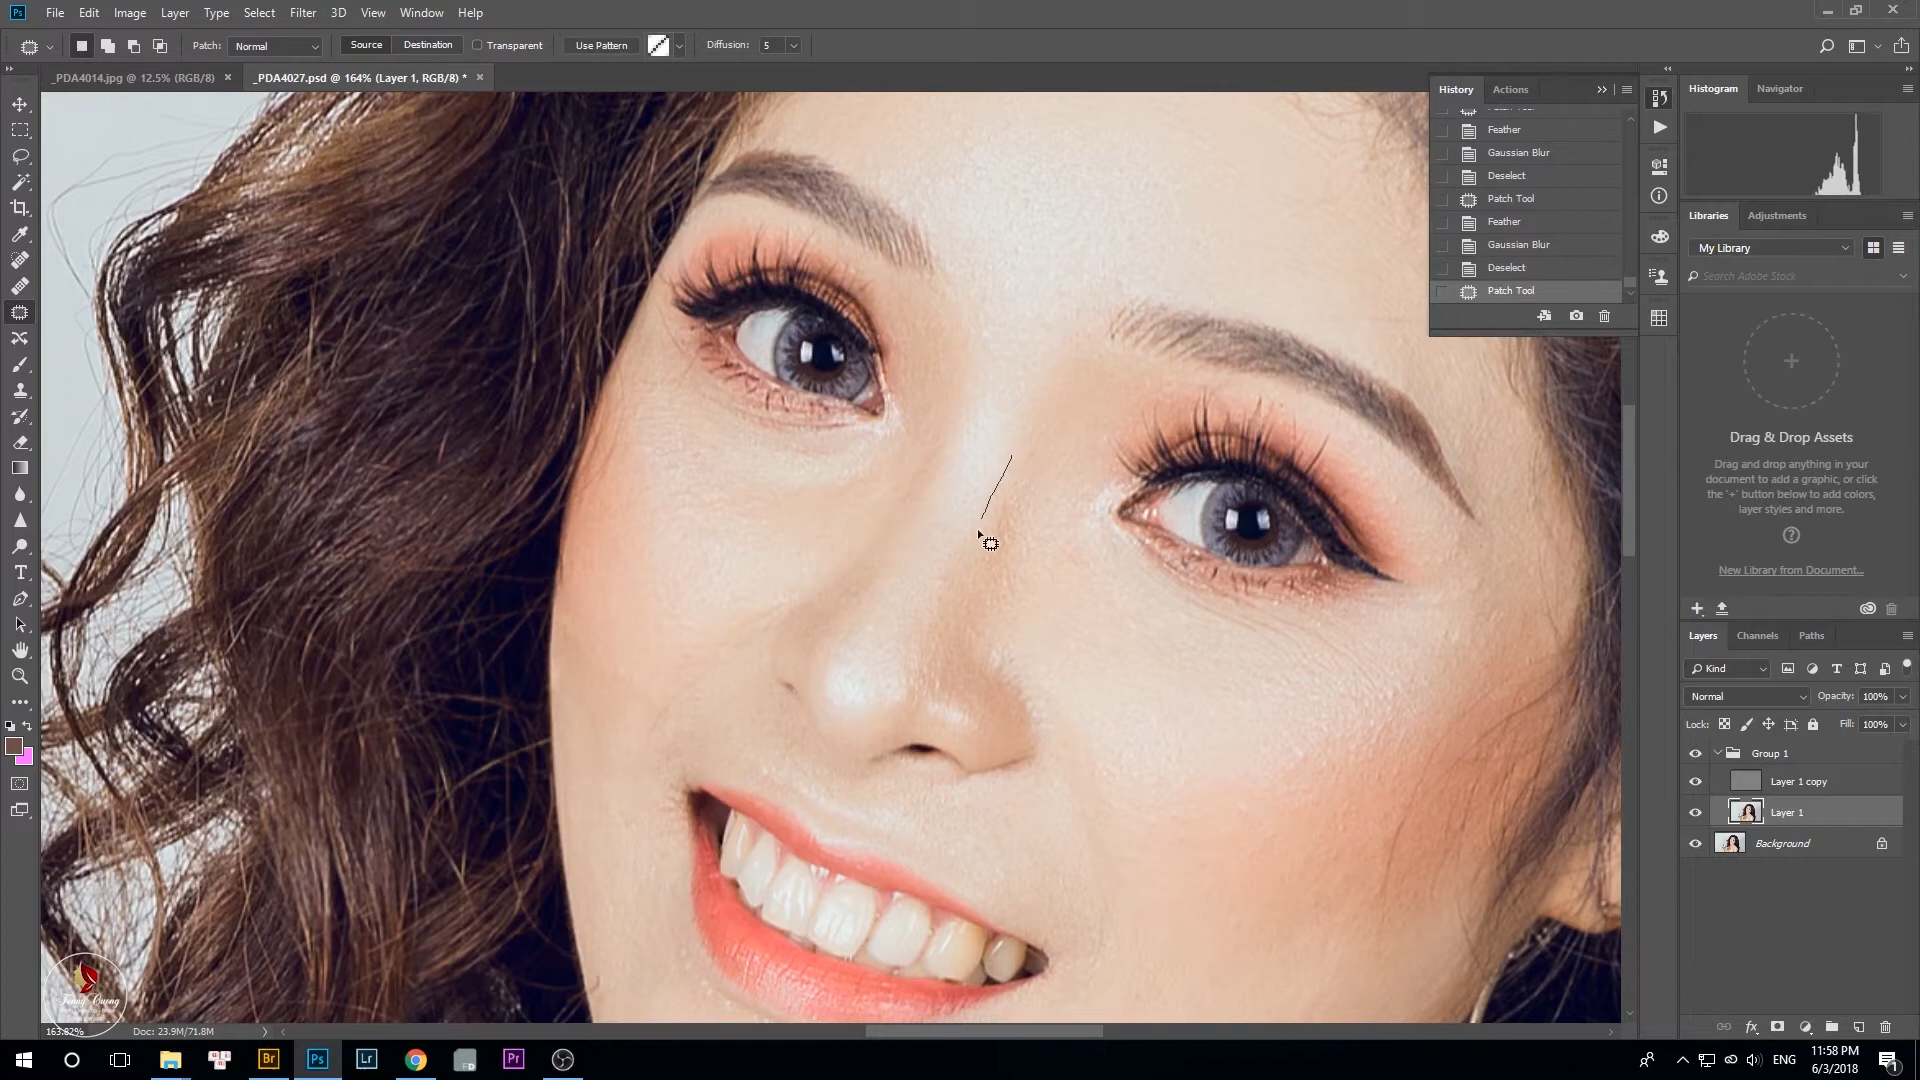 Ps File Edit Image Layer Type Select Filter 3D View Window Help
Patch: Normal Source Destination Transparent Use Pattern Diffusion: 5
_PDA4014.jpg @ 12.5% (RGB/8) × _PDA4027.psd @ 164% (Layer 1, RGB/8) * ×
History Actions
Feather
Gaussian Blur
Deselect
Patch Tool
Feather
Gaussian Blur
Deselect
Patch Tool
Histogram Navigator
Libraries Adjustments
My Library
Search Adobe Stock
Drag & Drop Assets
Drag and drop anything in your
document to add a graphic, or click
the '+' button below to add colors,
layer styles and more.
New Library from Document...
Layers Channels Paths
Kind
Normal Opacity: 100%
Lock: Fill: 100%
Group 1
Layer 1 copy
Layer 1
Background
163.82% Doc: 23.9M/71.8M
Br Ps Lr Pr
ENG
11:58 PM
6/3/2018